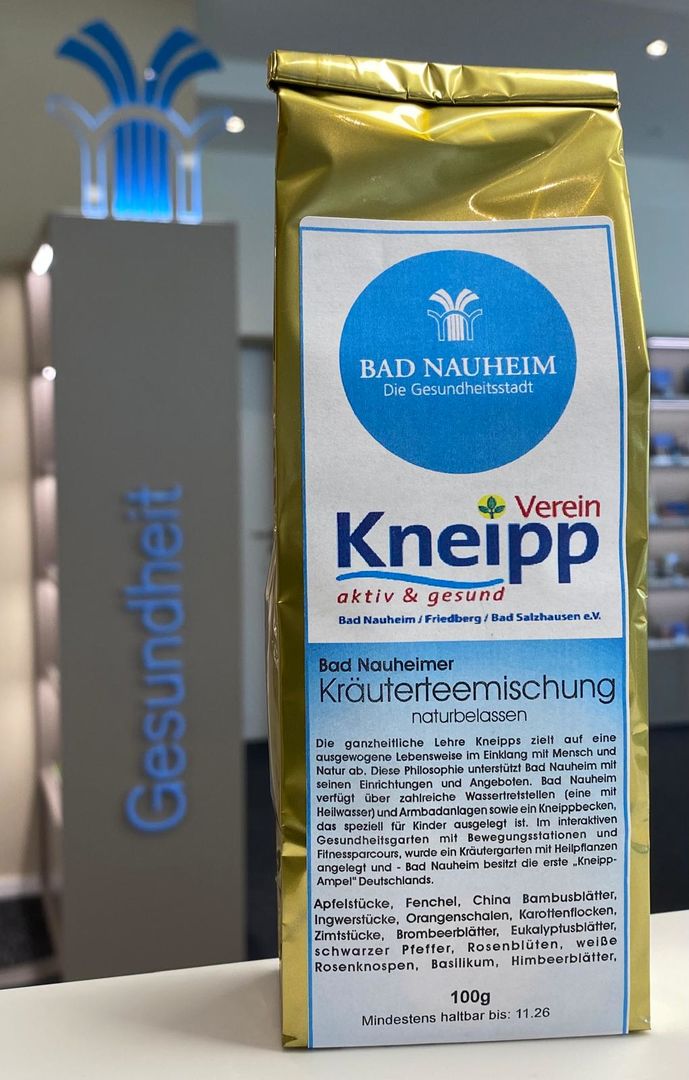 Gesundheit
BAD NAUHEIM
Die Gesundheitsstadt
Verein
Kneipp
aktiv & gesund
Bad Nauheim / Friedberg / Bad Salzhausen e.V.
Bad Nauheimer
Kräuterteemischung
naturbelassen
Die ganzheitliche Lehre Kneipps zielt auf eine
ausgewogene Lebensweise im Einklang mit Mensch und
Natur ab. Diese Philosophie unterstützt Bad Nauheim mit
seinen Einrichtungen und Angeboten. Bad Nauheim
verfügt über zahlreiche Wassertretstellen (eine mit
Heilwasser) und Armbadanlagen sowie ein Kneippbecken,
das speziell für Kinder ausgelegt ist. Im interaktiven
Gesundheitsgarten mit Bewegungsstationen und
Fitnessparcours, wurde ein Kräutergarten mit Heilpflanzen
angelegt und - Bad Nauheim besitzt die erste „Kneipp-
Ampel" Deutschlands.
Apfelstücke, Fenchel, China Bambusblätter,
Ingwerstücke, Orangenschalen, Karottenflocken,
Zimtstücke, Brombeerblätter, Eukalyptusblätter,
schwarzer Pfeffer, Rosenblüten, weiße
Rosenknospen, Basilikum, Himbeerblätter,
100g
Mindestens haltbar bis: 11.26